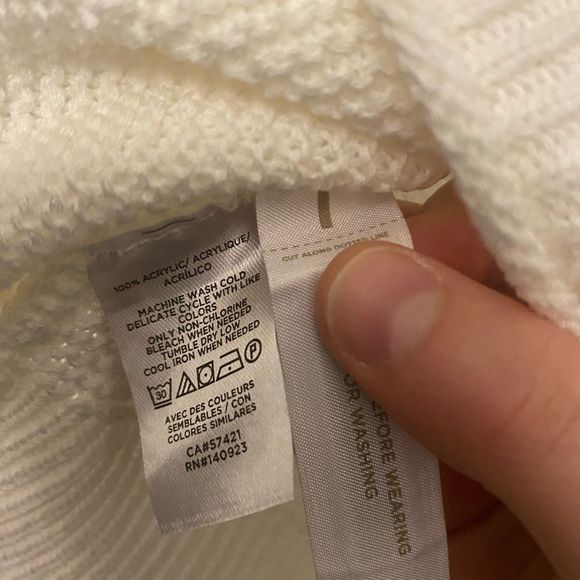 100% ACRYLIC/ ACRYLIQUE/
ACRÍLICO
MACHINE WASH COLD
DELICATE CYCLE WITH LIKE
COLORS
ONLY NON-CHLORINE
BLEACH WHEN NEEDED
TUMBLE DRY LOW
COOL IRON WHEN NEEDED
30
P
AVEC DES COULEURS
SEMBLABLES / CON
COLORES SIMILARES
CA#57421
RN#140923
CUT ALONG DOTTED LINE
BEFORE WEARING
OR WASHING